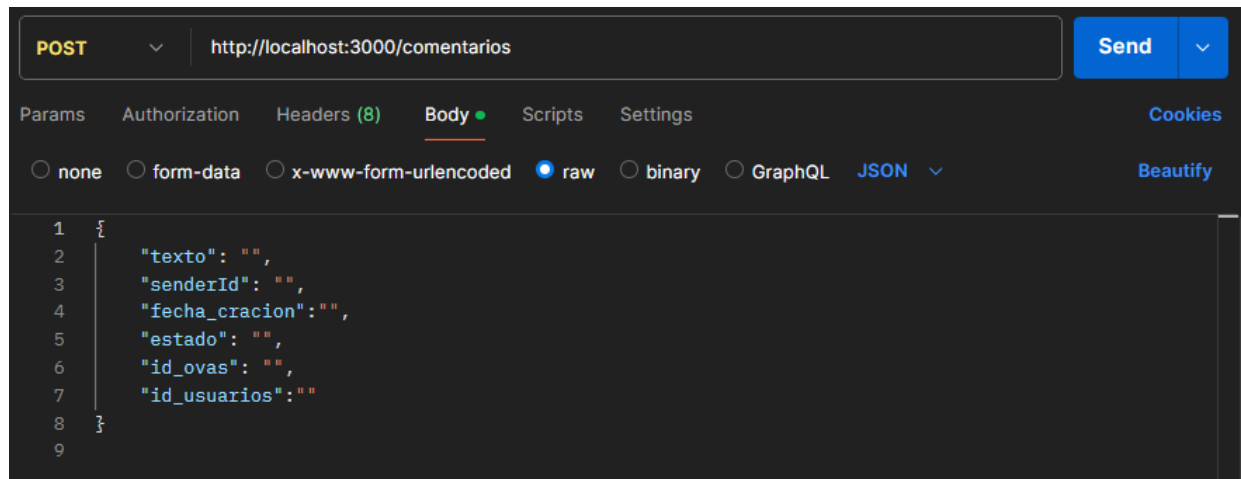 POST http://localhost:3000/comentarios Send
Params Authorization Headers (8) Body Scripts Settings Cookies
none form-data x-www-form-urlencoded raw binary GraphQL JSON Beautify
1 {
2 "texto": "",
3 "senderId": "",
4 "fecha_cracion":"",
5 "estado": "",
6 "id_ovas": "",
7 "id_usuarios":""
8 }
9